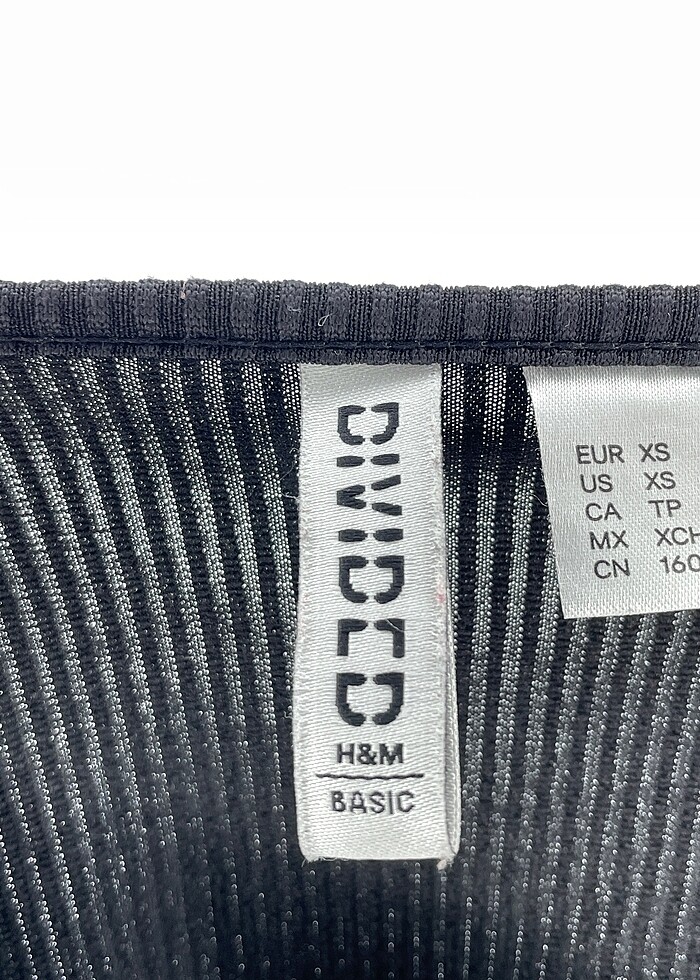 DIVIDED
H&M
BASIC
EUR XS
US XS
CA TP
MX XCH
CN 160